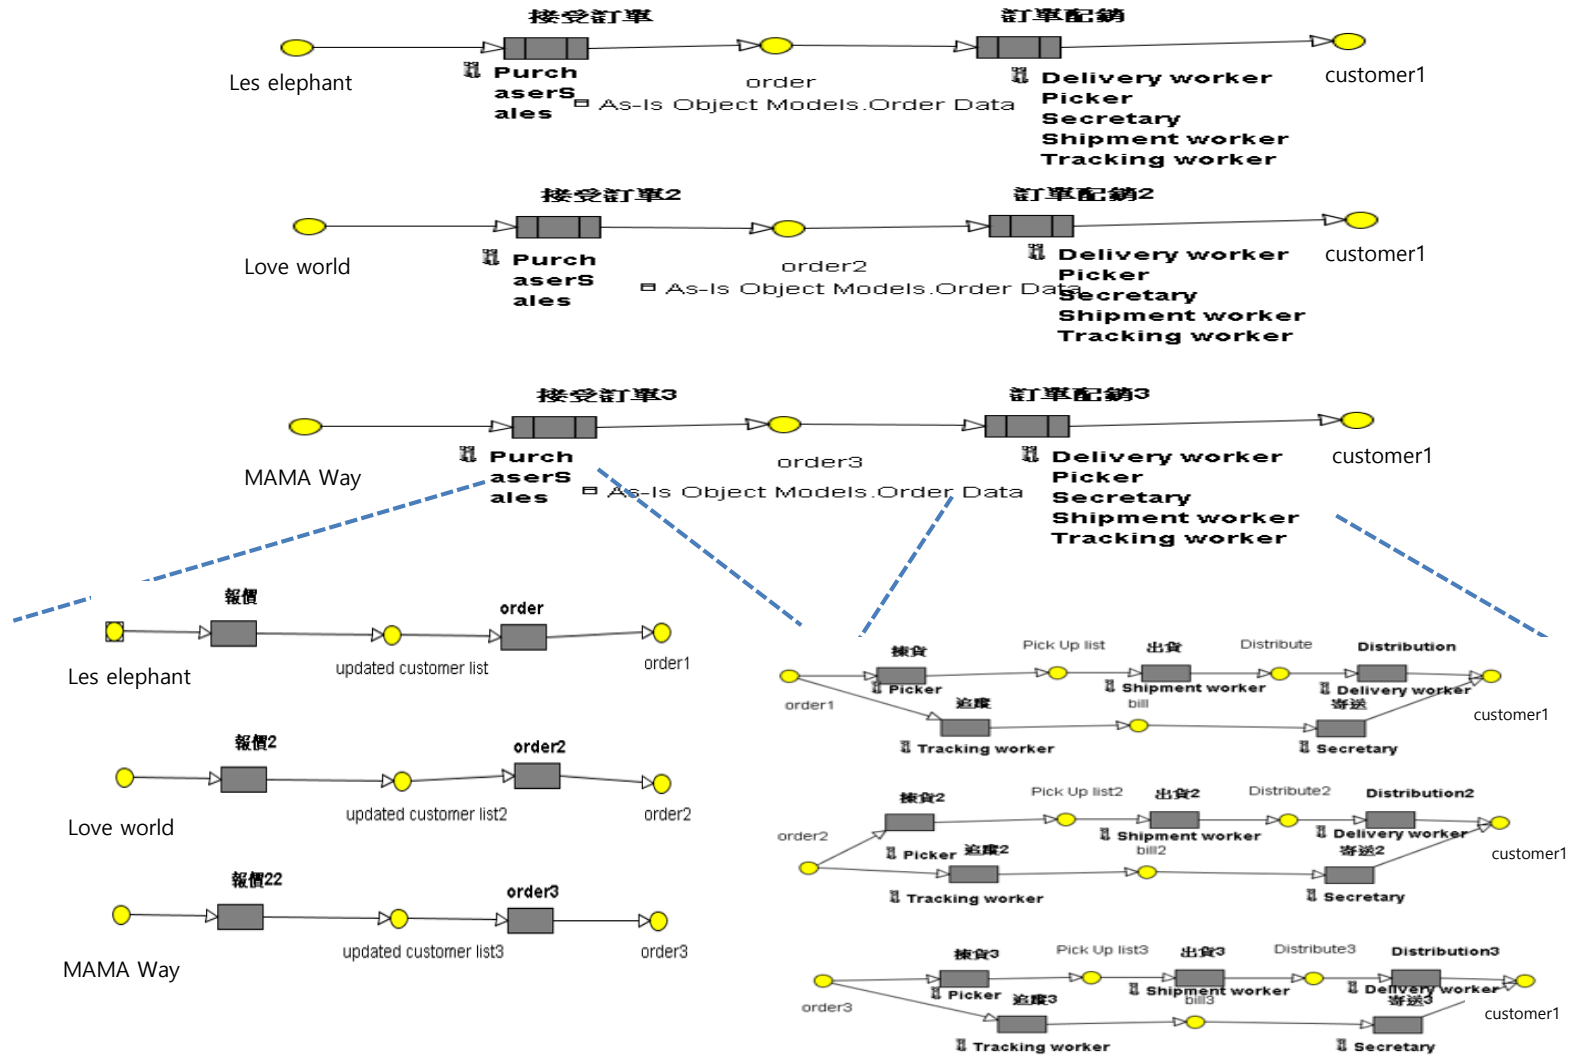 接受訂單
訂單配銷
Les elephant
Purch
aserS
ales
order
As-Is Object Models.Order Data
Delivery worker
Picker
Secretary
Shipment worker
Tracking worker
customer1
接受訂單2
訂單配銷2
Love world
Purch
aserS
ales
order2
As-Is Object Models.Order Data
Delivery worker
Picker
Secretary
Shipment worker
Tracking worker
customer1
接受訂單3
訂單配銷3
MAMA Way
Purch
aserS
ales
order3
As-Is Object Models.Order Data
Delivery worker
Picker
Secretary
Shipment worker
Tracking worker
customer1
報價
order
Les elephant
updated customer list
order1
報價2
order2
Love world
updated customer list2
order2
報價22
order3
MAMA Way
updated customer list3
order3
揀貨
Pick Up list
出貨
Distribute
Distribution
order1
Picker
Shipment worker
Delivery worker
追蹤
bill
寄送
customer1
Tracking worker
Secretary
揀貨2
Pick Up list2
出貨2
Distribute2
Distribution2
order2
Picker
Shipment worker
Delivery worker
追蹤2
bill2
寄送2
customer1
Tracking worker
Secretary
揀貨3
Pick Up list3
出貨3
Distribute3
Distribution3
order3
Picker
Shipment worker
Delivery worker
追蹤3
bill3
寄送3
customer1
Tracking worker
Secretary